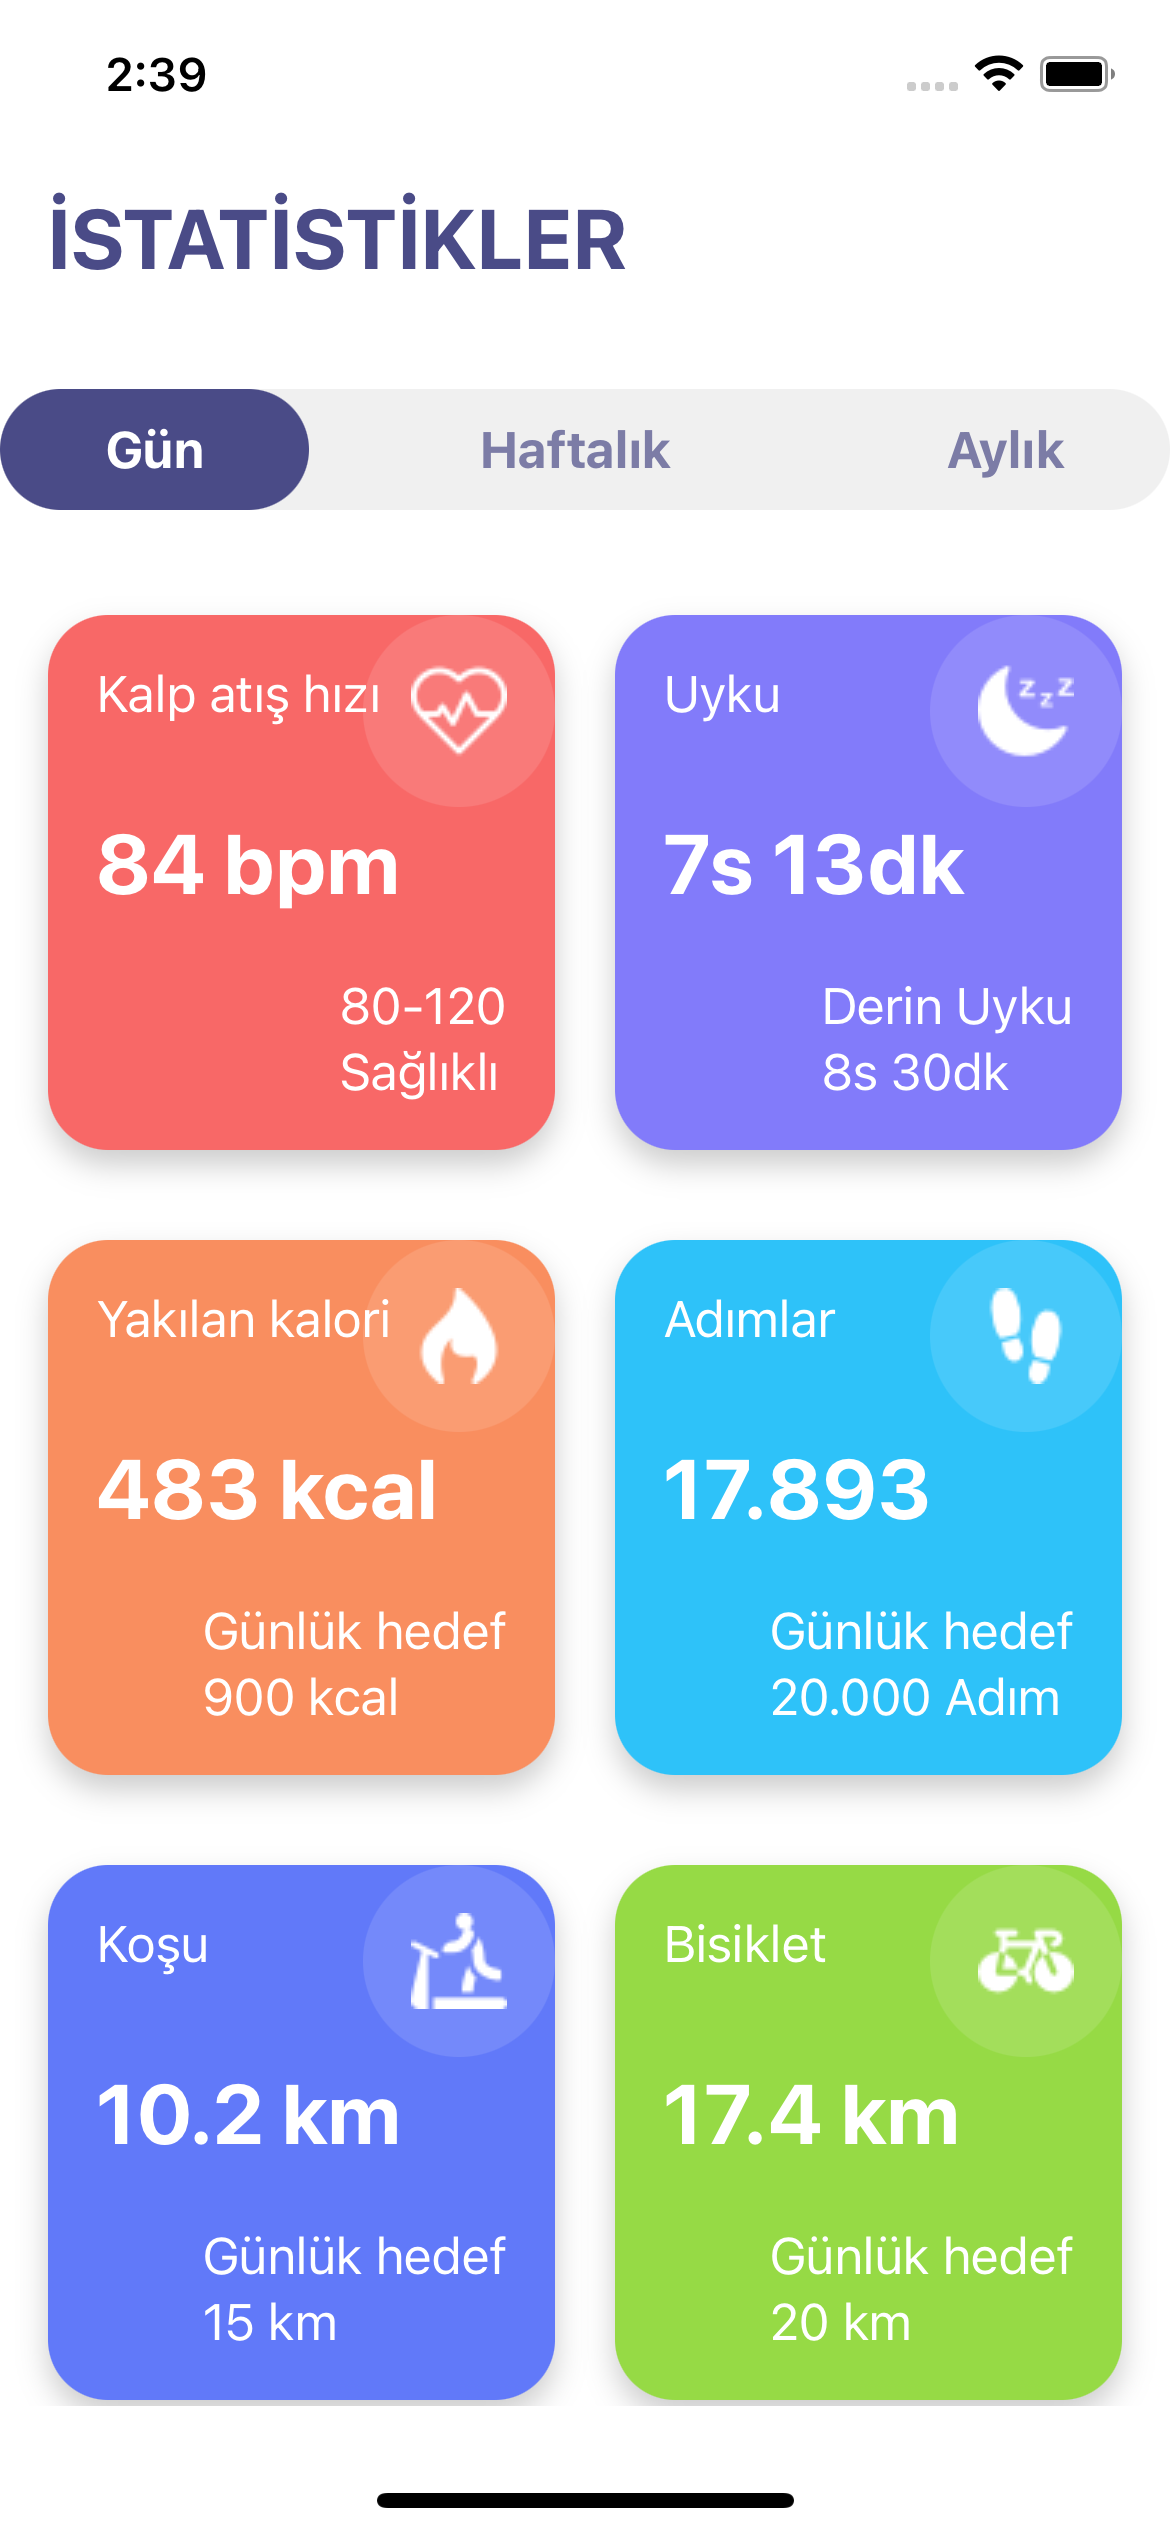 2:39
İSTATİSTİKLER
Gün
Haftalık
Aylık
Kalp atış hızı
84 bpm
80-120
Sağlıklı
Uyku
z z z
7s 13dk
Derin Uyku
8s 30dk
Yakılan kalori
483 kcal
Günlük hedef
900 kcal
Adımlar
17.893
Günlük hedef
20.000 Adım
Koşu
10.2 km
Günlük hedef
15 km
Bisiklet
17.4 km
Günlük hedef
20 km